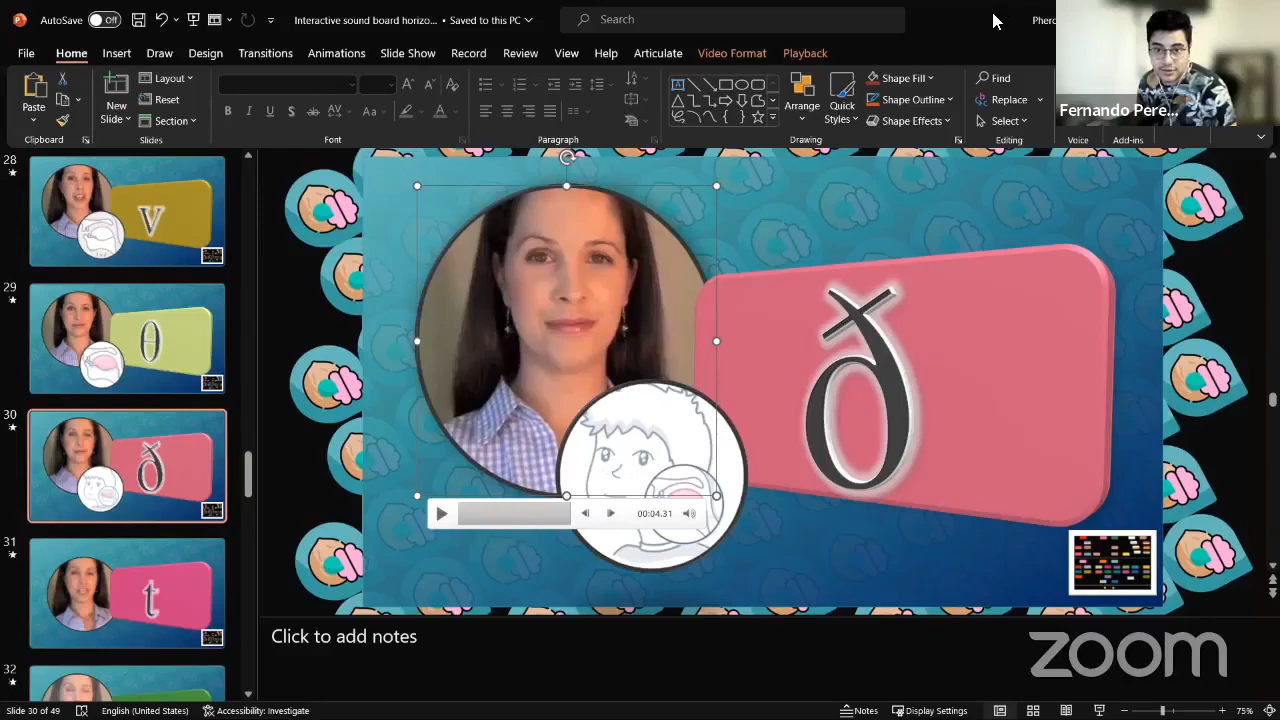 AutoSave Off Interactive sound board horizo... • Saved to this PC Search Phero
File Home Insert Draw Design Transitions Animations Slide Show Record Review View Help Articulate Video Format Playback
Paste
Clipboard
New Slide
Layout
Reset
Section
Slides
B I U S ab AV Aa A
Font
Paragraph
Arrange
Quick Styles
Shape Fill
Shape Outline
Shape Effects
Drawing
Find
Replace
Select
Editing
Voice
Add-ins
Fernando Pere...
28
v
29
θ
30
ð
31
t
32
ð
00:04.31
Click to add notes
zoom
Slide 30 of 49 English (United States) Accessibility: Investigate Notes Display Settings 75%